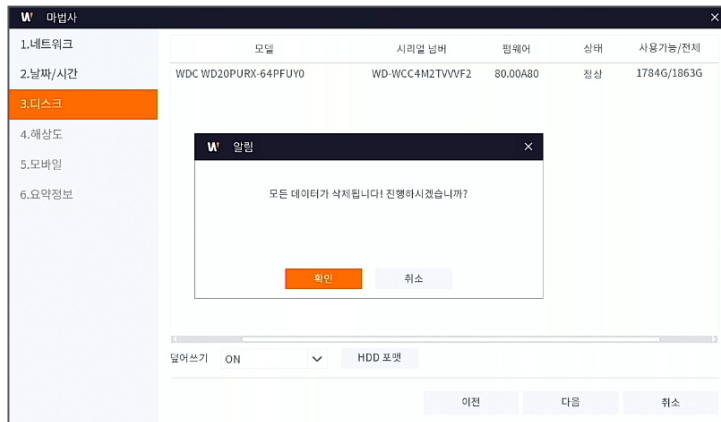 마법사
1.네트워크
2.날짜/시간
3.디스크
4.해상도
5.모바일
6.요약정보
모델 시리얼 넘버 펌웨어 상태 사용가능/전체
WDC WD20PURX-64PFUY0 WD-WCC4M2TVVVF2 80.00A80 정상 1784G/1863G
알림
모든 데이터가 삭제됩니다! 진행하시겠습니까?
확인 취소
덮어쓰기 ON HDD 포맷
이전 다음 취소